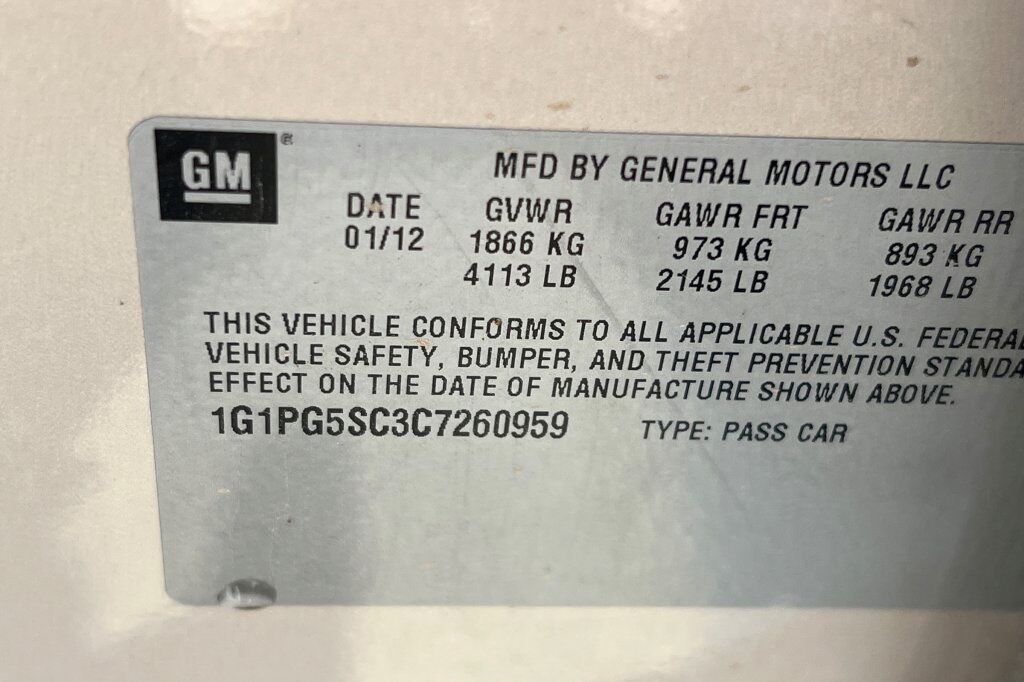 GM®
MFD BY GENERAL MOTORS LLC
DATE GVWR GAWR FRT GAWR RR
01/12 1866 KG 973 KG 893 KG
4113 LB 2145 LB 1968 LB
THIS VEHICLE CONFORMS TO ALL APPLICABLE U.S. FEDERAL
VEHICLE SAFETY, BUMPER, AND THEFT PREVENTION STANDA
EFFECT ON THE DATE OF MANUFACTURE SHOWN ABOVE.
1G1PG5SC3C7260959 TYPE: PASS CAR